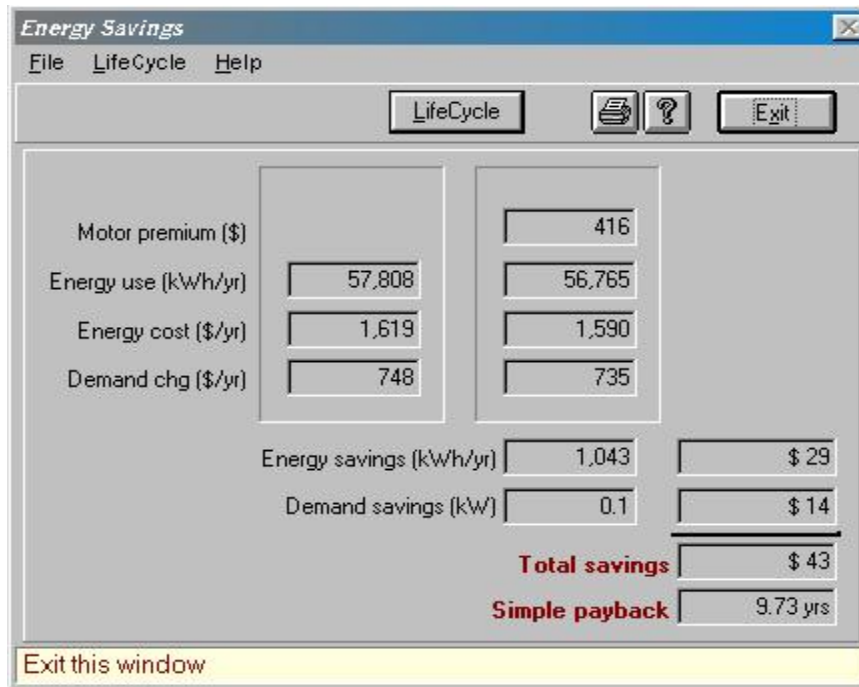 Energy Savings
File LifeCycle Help
LifeCycle ? Exit
Motor premium ($) 416
Energy use (kWh/yr) 57,808 56,765
Energy cost ($/yr) 1,619 1,590
Demand chg ($/yr) 748 735
Energy savings (kWh/yr) 1,043 $ 29
Demand savings (kW) 0.1 $ 14
Total savings $ 43
Simple payback 9.73 yrs
Exit this window